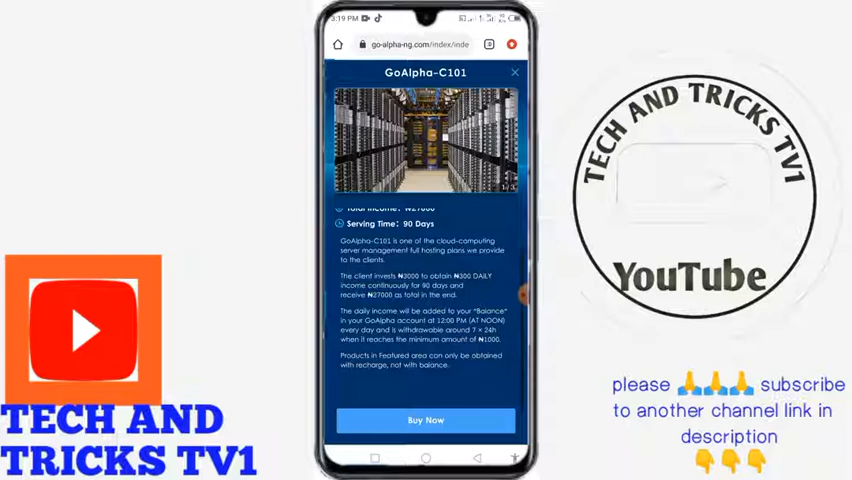 3:19 PM
go-alpha-ng.com/index/inde
GoAlpha-C101
1/3
Total Income: ₦27000
Serving Time: 90 Days
GoAlpha-C101 is one of the cloud-computing
server management full hosting plans we provide
to the clients.
The client invests ₦3000 to obtain ₦300 DAILY
income continuously for 90 days and
receive ₦27000 as total in the end.
The daily income will be added to your "Balance"
in your GoAlpha account at 12:00 PM (AT NOON)
every day and is withdrawable around 7 × 24h
when it reaches the minimum amount of ₦1000.
Products in Featured area can only be obtained
with recharge, not with balance.
Buy Now
TECH AND
TRICKS TV1
TECH AND TRICKS TV1
YouTube
please 🙏🙏🙏 subscribe
to another channel link in
description
👇👇👇